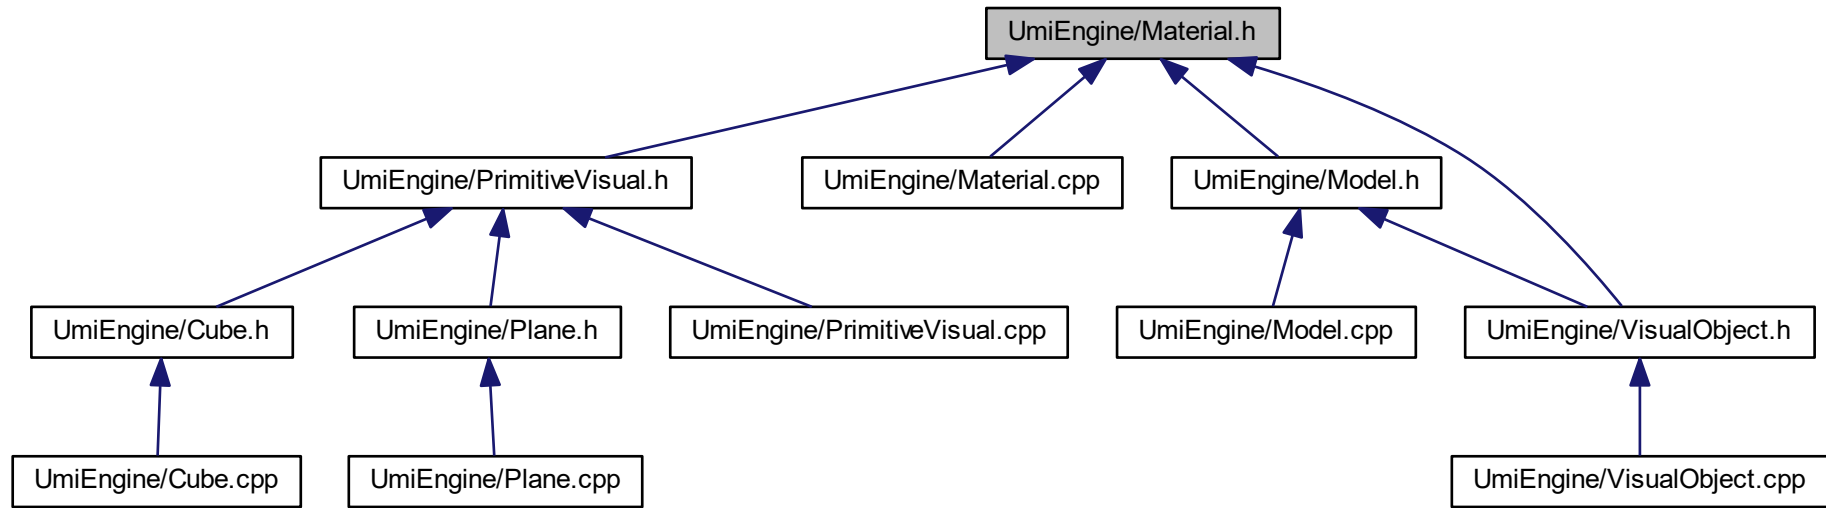 UmiEngine/Material.h
UmiEngine/PrimitiveVisual.h
UmiEngine/Material.cpp
UmiEngine/Model.h
UmiEngine/Cube.h
UmiEngine/Plane.h
UmiEngine/PrimitiveVisual.cpp
UmiEngine/Model.cpp
UmiEngine/VisualObject.h
UmiEngine/Cube.cpp
UmiEngine/Plane.cpp
UmiEngine/VisualObject.cpp